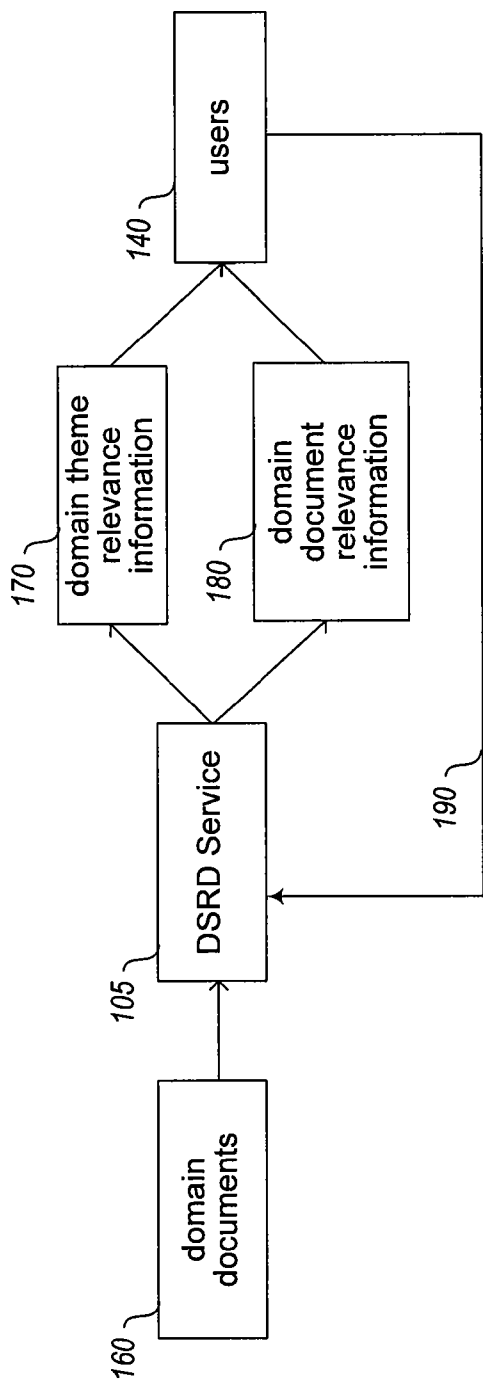 160
domain
documents
105
DSRD Service
170
domain theme
relevance
information
180
domain
document
relevance
information
140
users
190